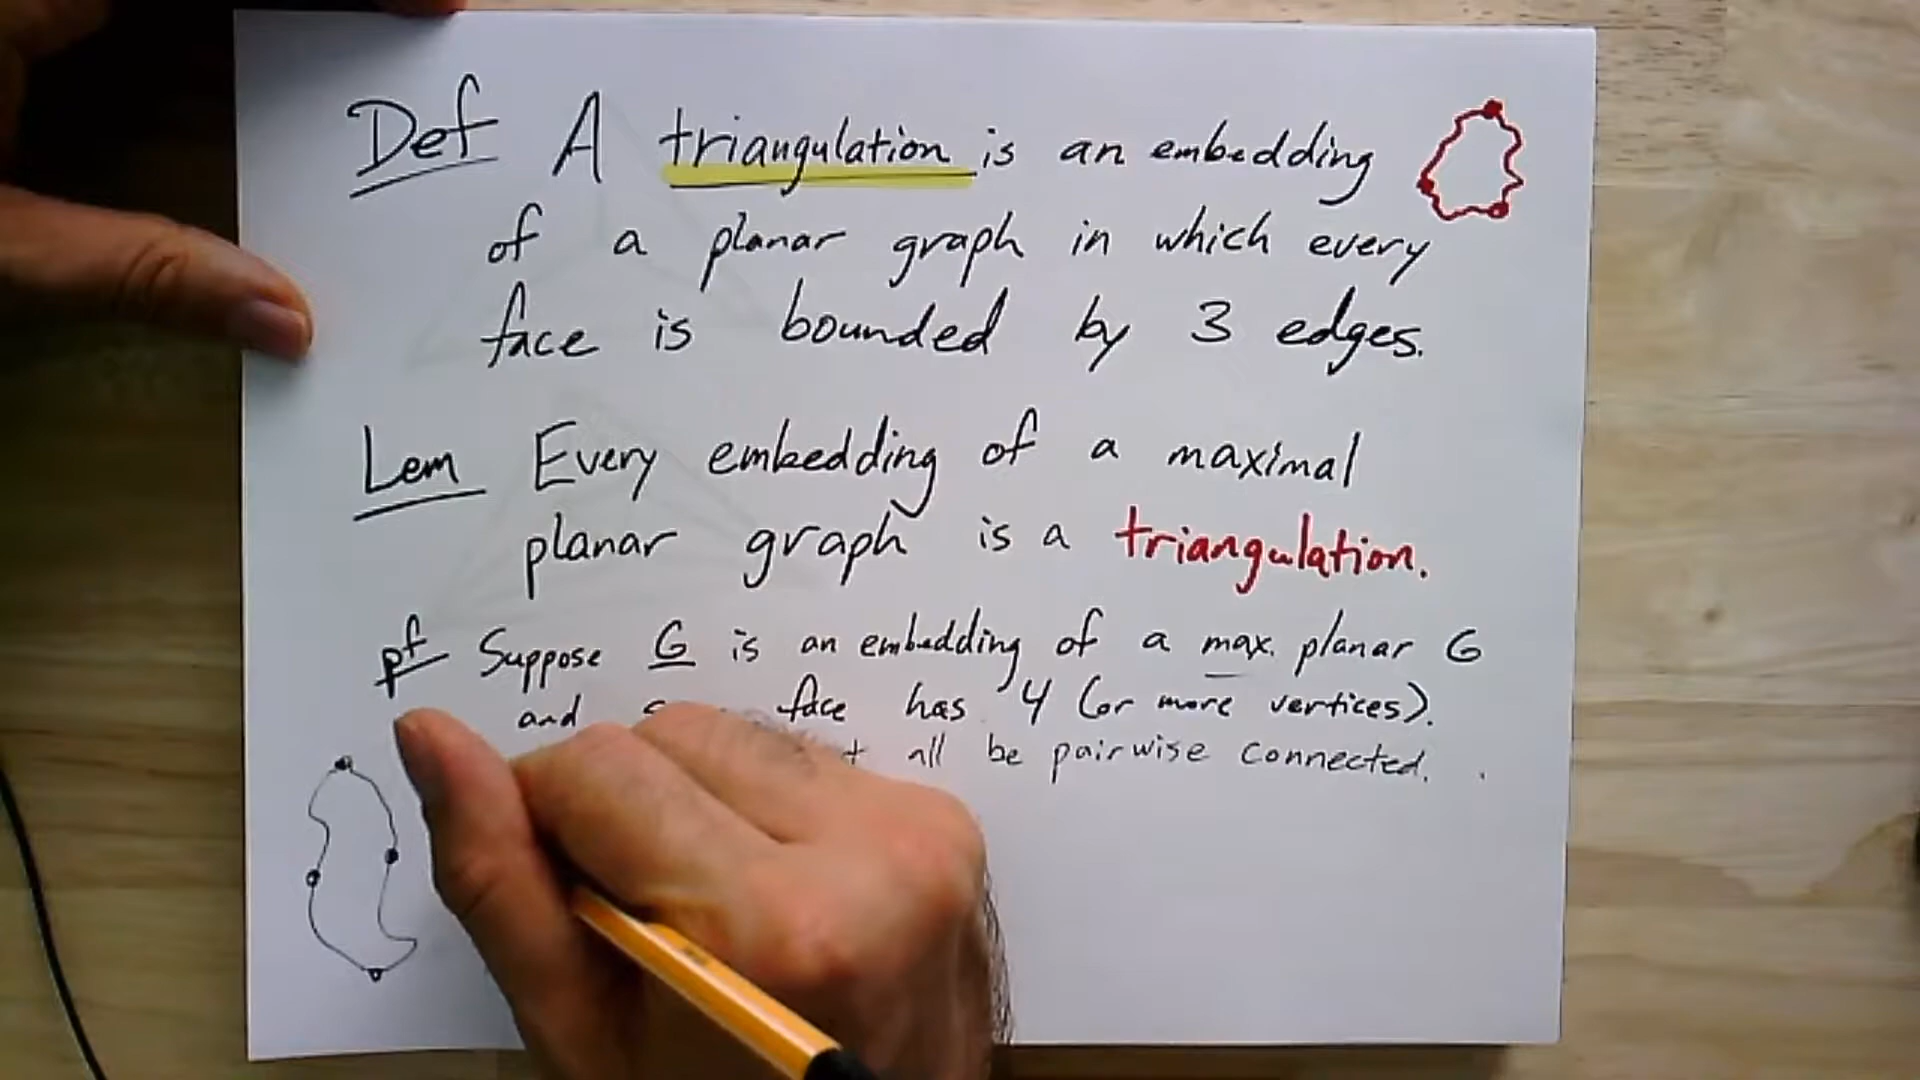 Def A triangulation is an embedding
of a planar graph in which every
face is bounded by 3 edges.
Lem Every embedding of a maximal
planar graph is a triangulation.
pf Suppose G is an embedding of a max. planar G
and face has 4 (or more vertices).
all be pairwise connected.